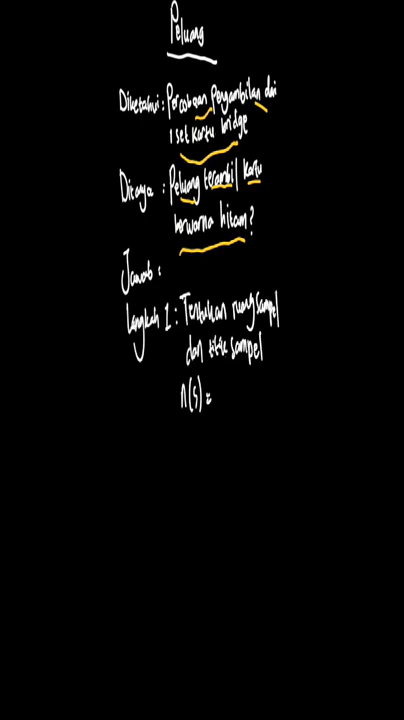 Peluang
Diketahui : Percobaan pengambilan dari
1 set kartu bridge
Ditanya : Peluang terambil kartu
berwarna hitam?
Jawab :
Langkah 1 : Tentukan ruang sampel
dan titik sampel
n(S) =